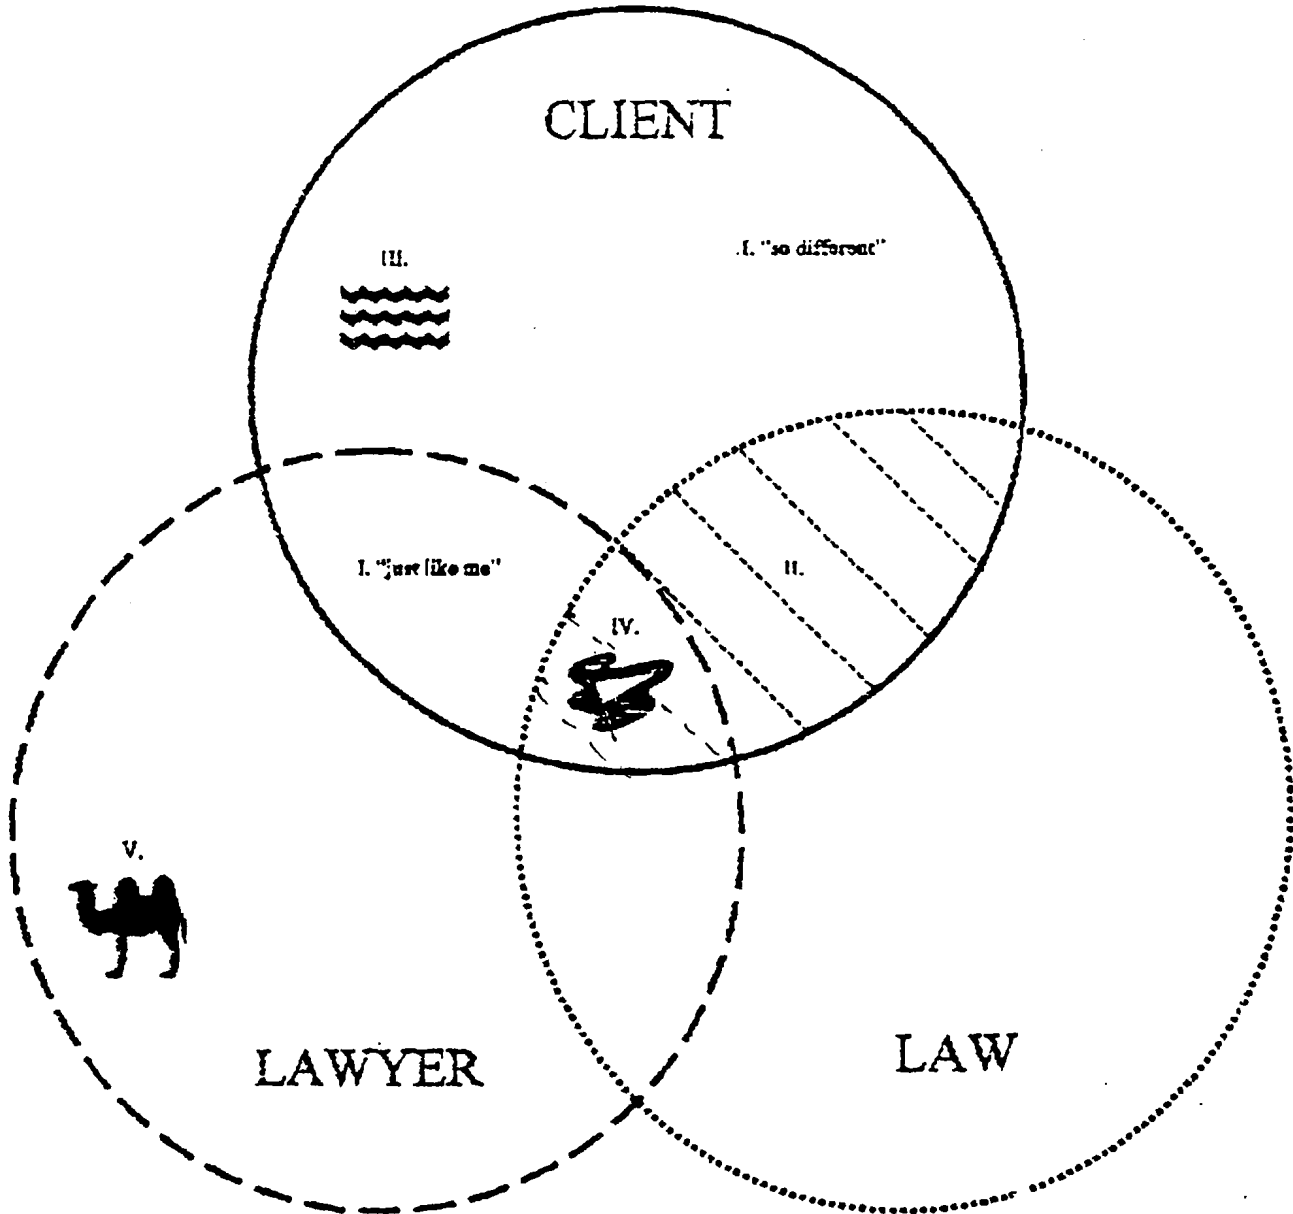 CLIENT
III.
I. "so different"
I. "just like me"
II.
IV.
V.
LAWYER
LAW